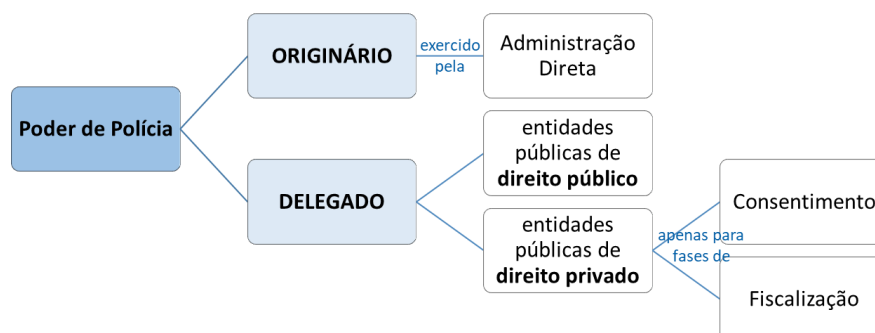 Poder de Polícia
ORIGINÁRIO
exercido
pela
Administração
Direta
DELEGADO
entidades
públicas de
direito público
entidades
públicas de
direito privado
apenas para
fases de
Consentimento
Fiscalização